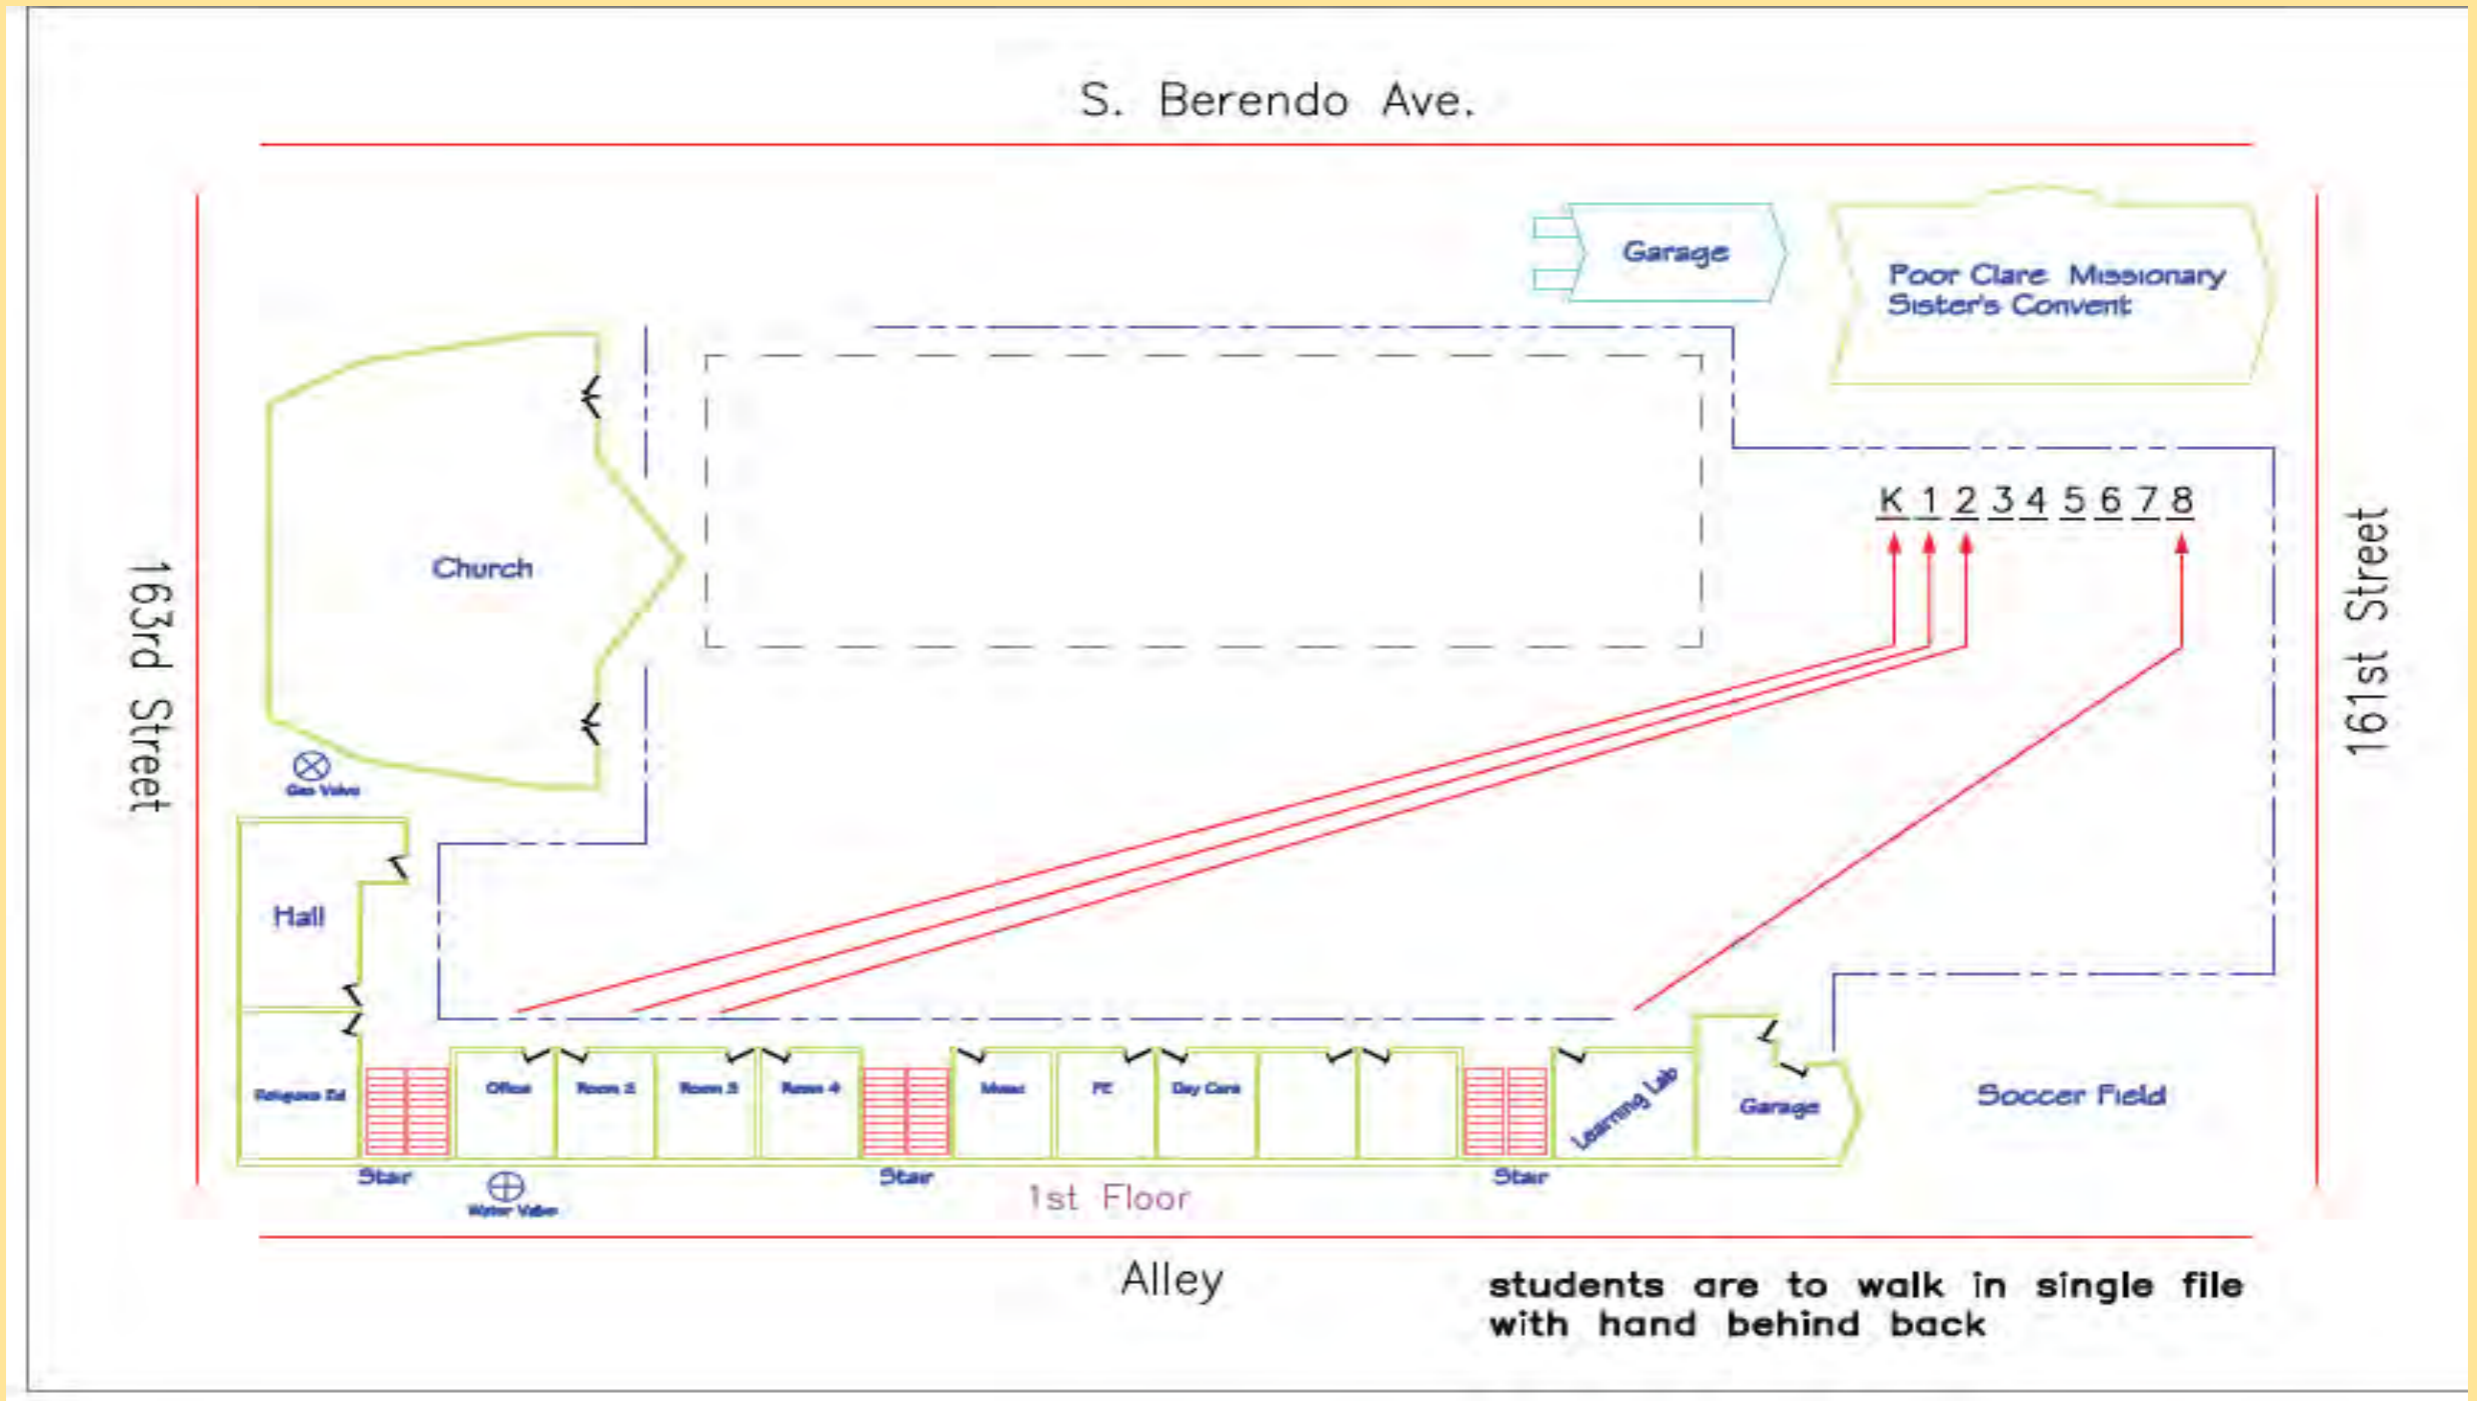 S. Berendo Ave.
Garage
Poor Clare Missionary
Sister's Convent
K 1 2 3 4 5 6 7 8
163rd Street
161st Street
Church
Gas Valve
Hall
Religious Ed
Office
Room 2
Room 3
Room 4
Music
PE
Day Care
Learning Lab
Garage
Soccer Field
Stair
Stair
Stair
Water Valve
1st Floor
Alley
students are to walk in single file
with hand behind back